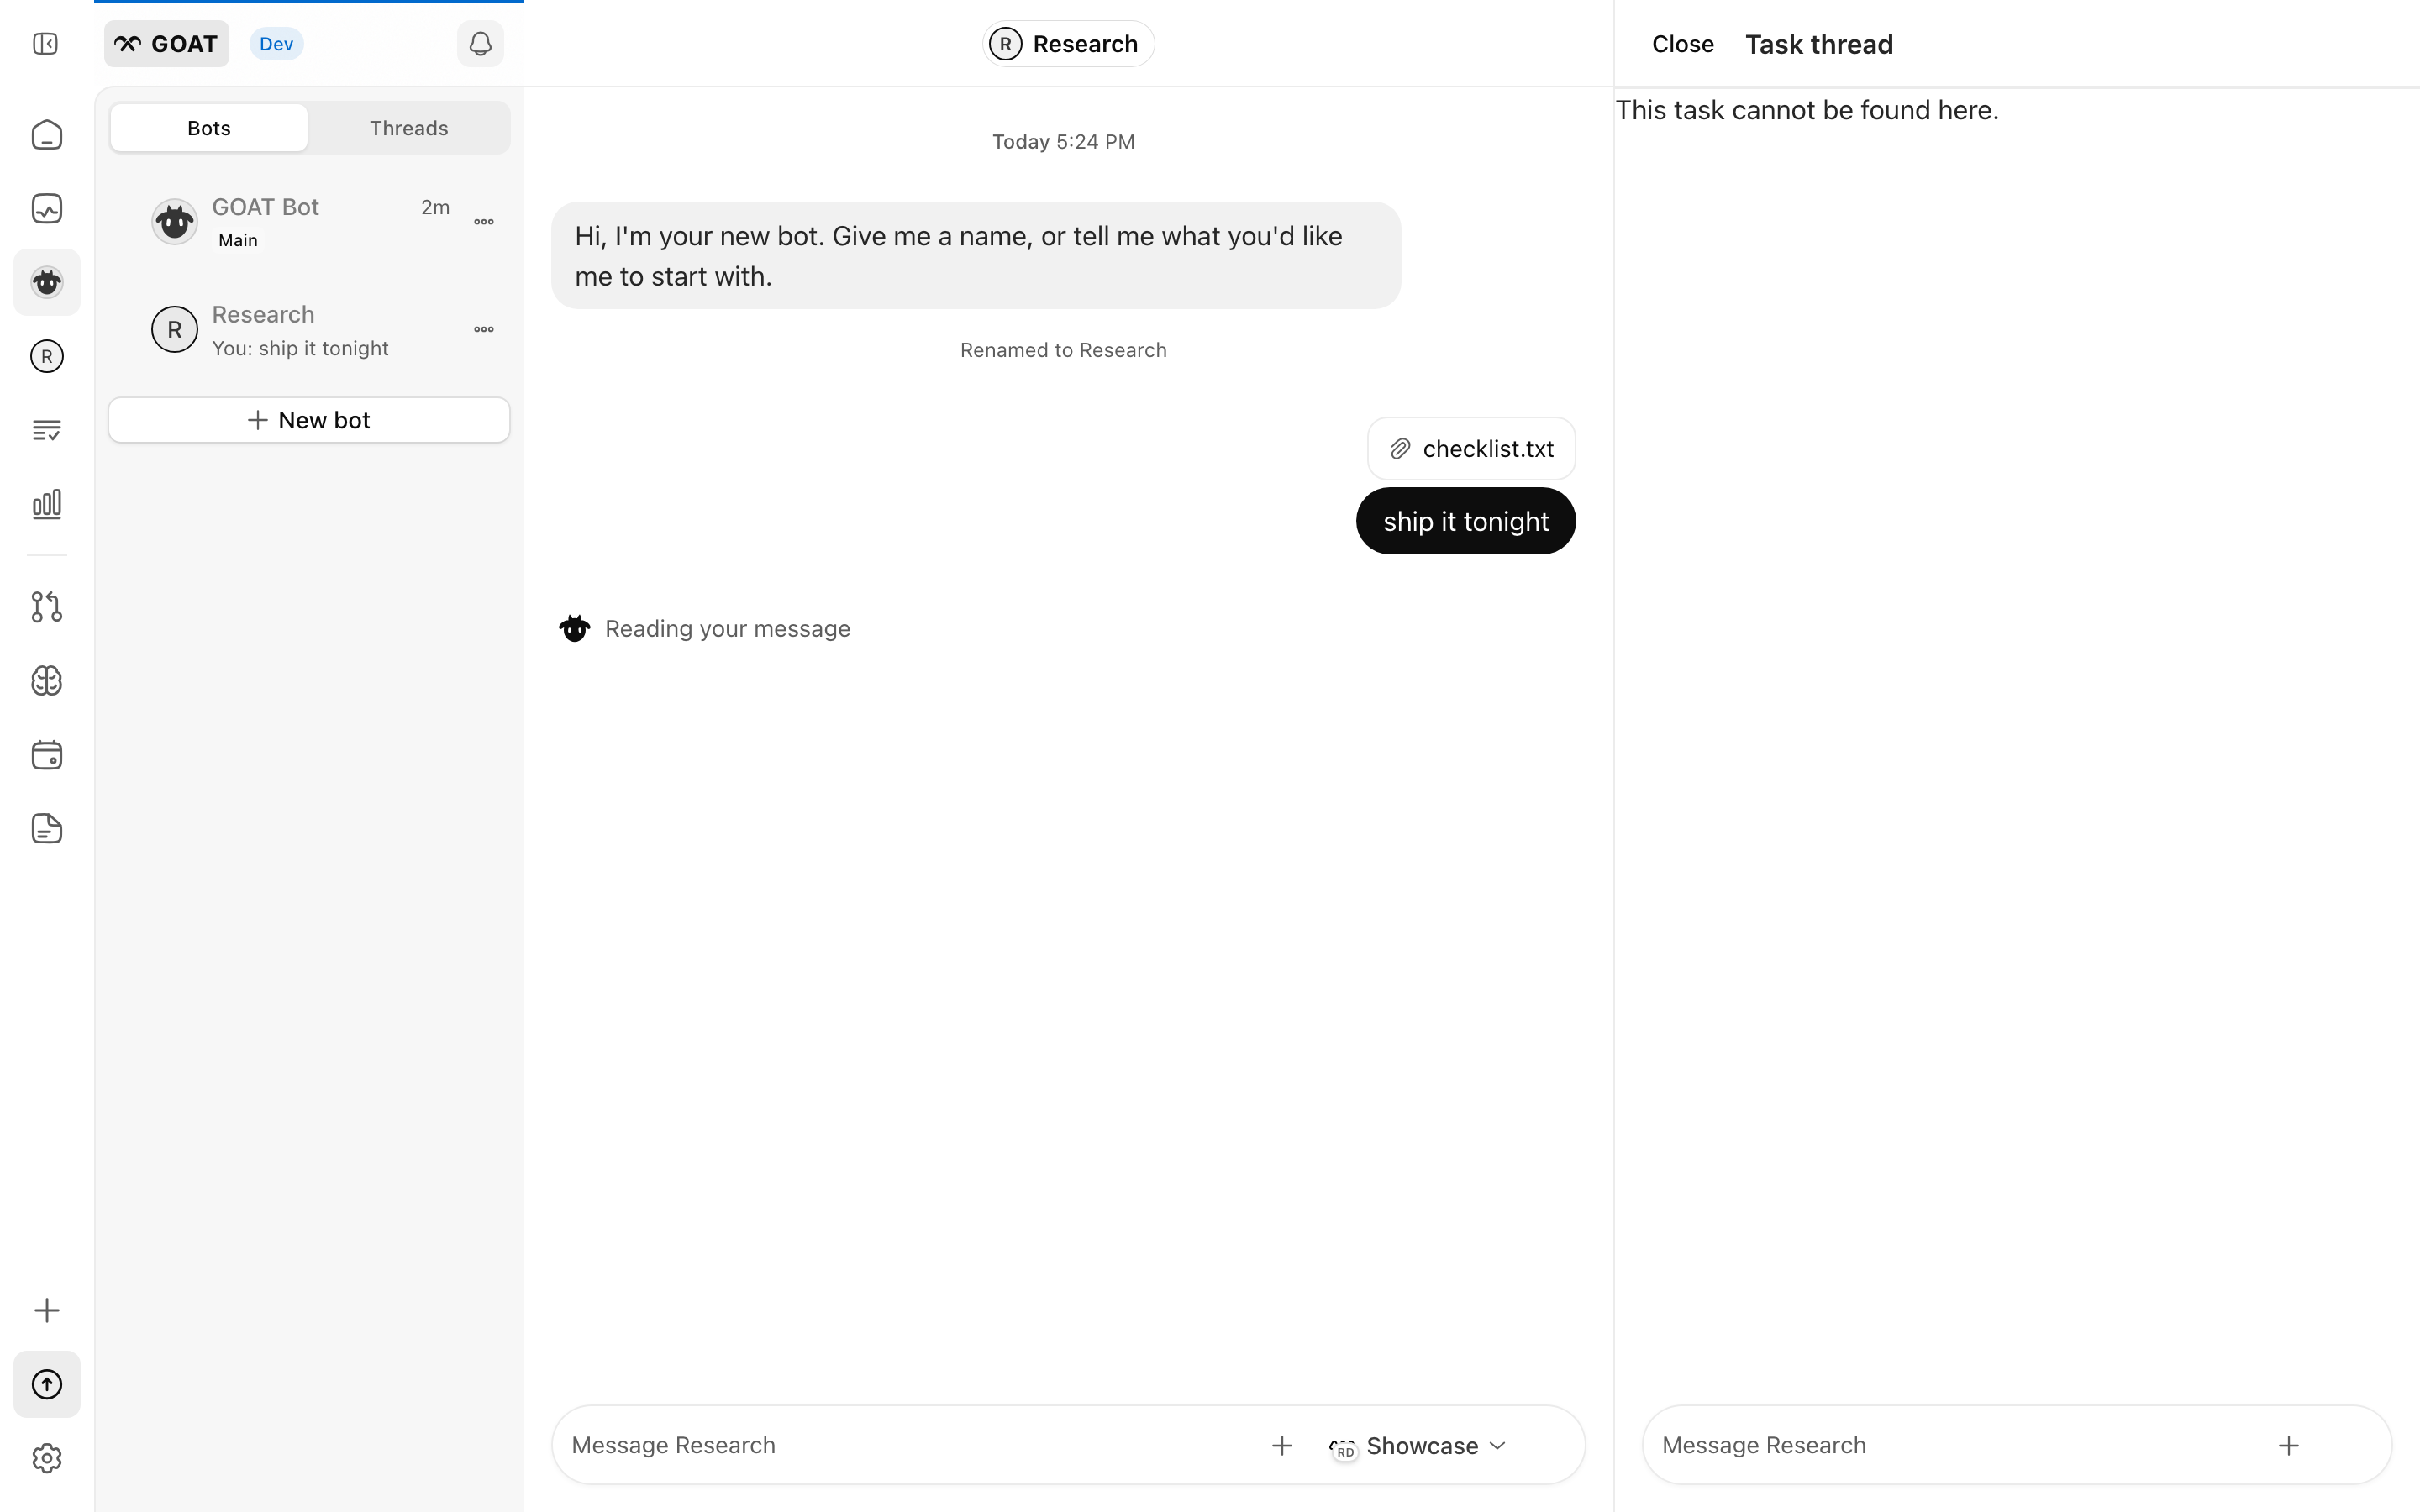 GOAT
Dev
Bots
Threads
GOAT Bot
2m
Main
R
Research
You: ship it tonight
R
New bot
R
Research
Today 5:24 PM
Hi, I'm your new bot. Give me a name, or tell me what you'd like
me to start with.
Renamed to Research
checklist.txt
ship it tonight
Reading your message
Message Research
RD
Showcase
Close
Task thread
This task cannot be found here.
Message Research